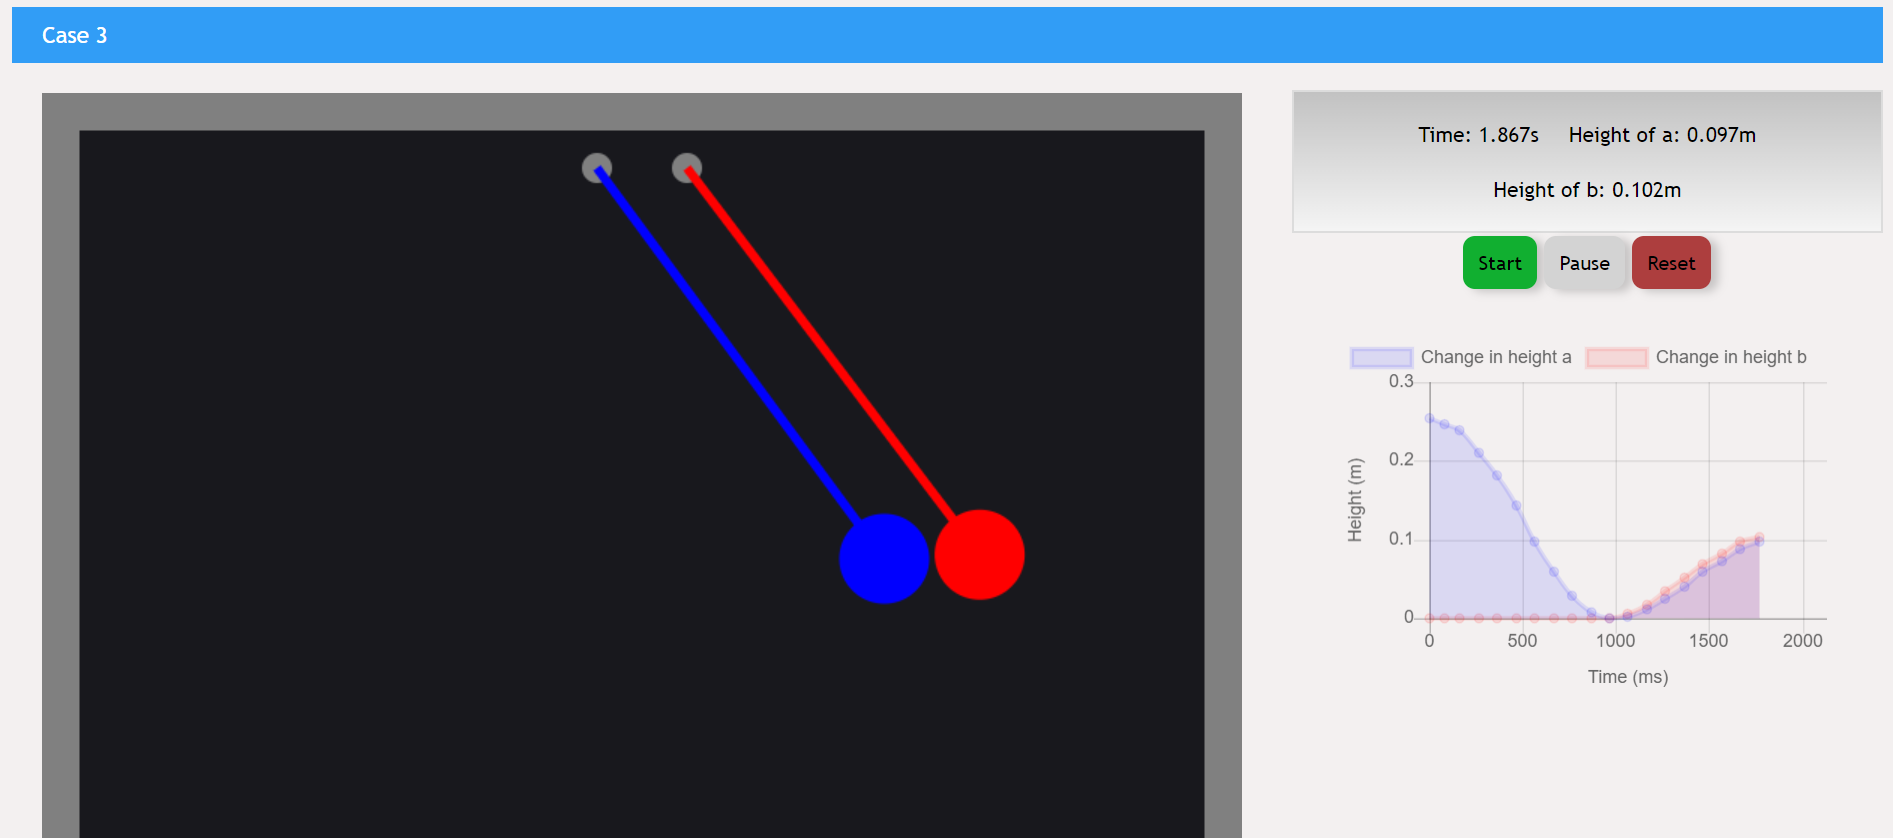 Case 3
Time: 1.867s Height of a: 0.097m
Height of b: 0.102m
Start Pause Reset
Change in height a Change in height b
0.3
0.2
0.1
0
Height (m)
0 500 1000 1500 2000
Time (ms)